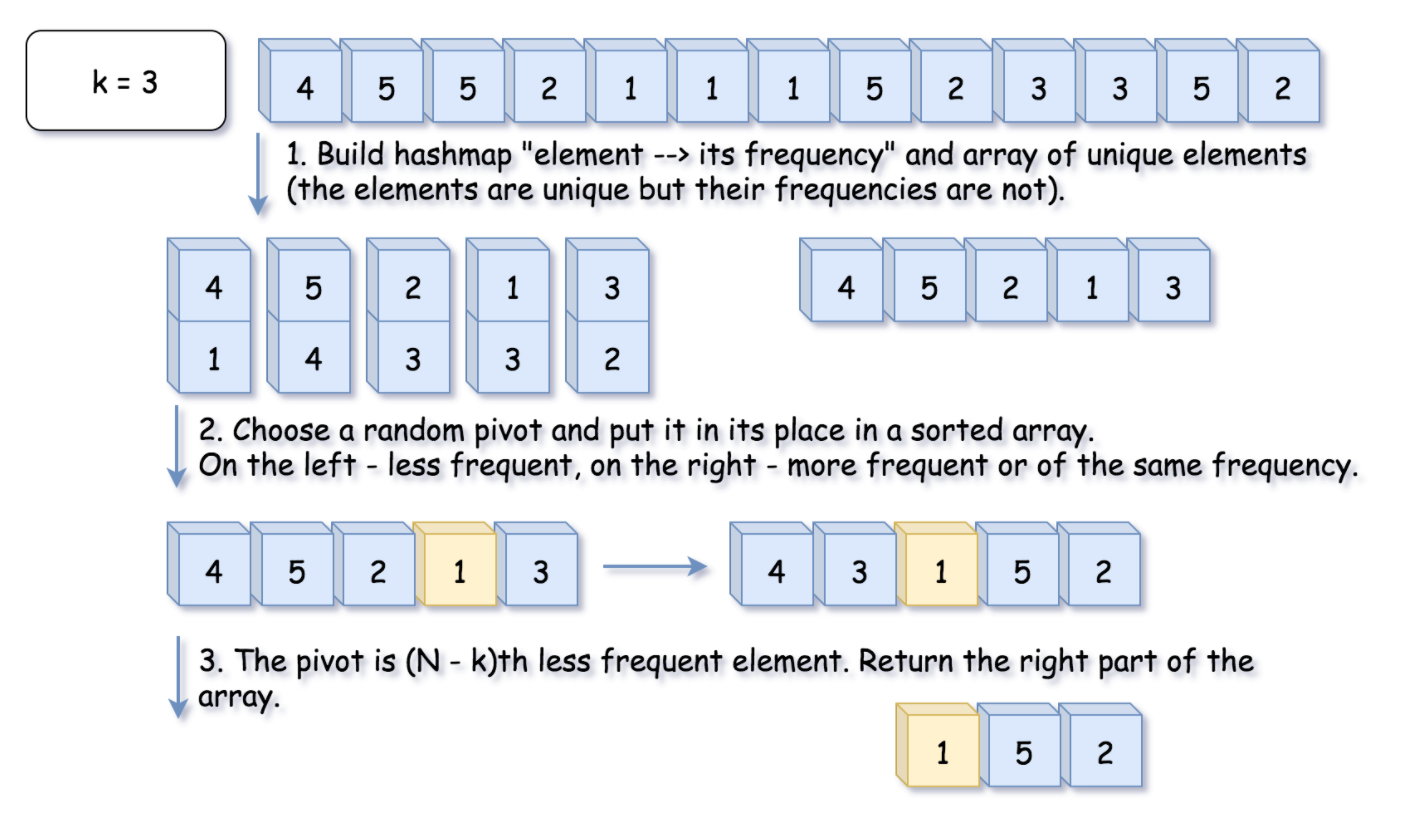 k = 3
4 5 5 2 1 1 1 5 2 3 3 5 2
1. Build hashmap "element --> its frequency" and array of unique elements
(the elements are unique but their frequencies are not).
4 5 2 1 3
4 5 2 1 3
1 4 3 3 2
2. Choose a random pivot and put it in its place in a sorted array.
On the left - less frequent, on the right - more frequent or of the same frequency.
4 5 2 1 3
4 3 1 5 2
3. The pivot is (N - k)th less frequent element. Return the right part of the
array.
1 5 2